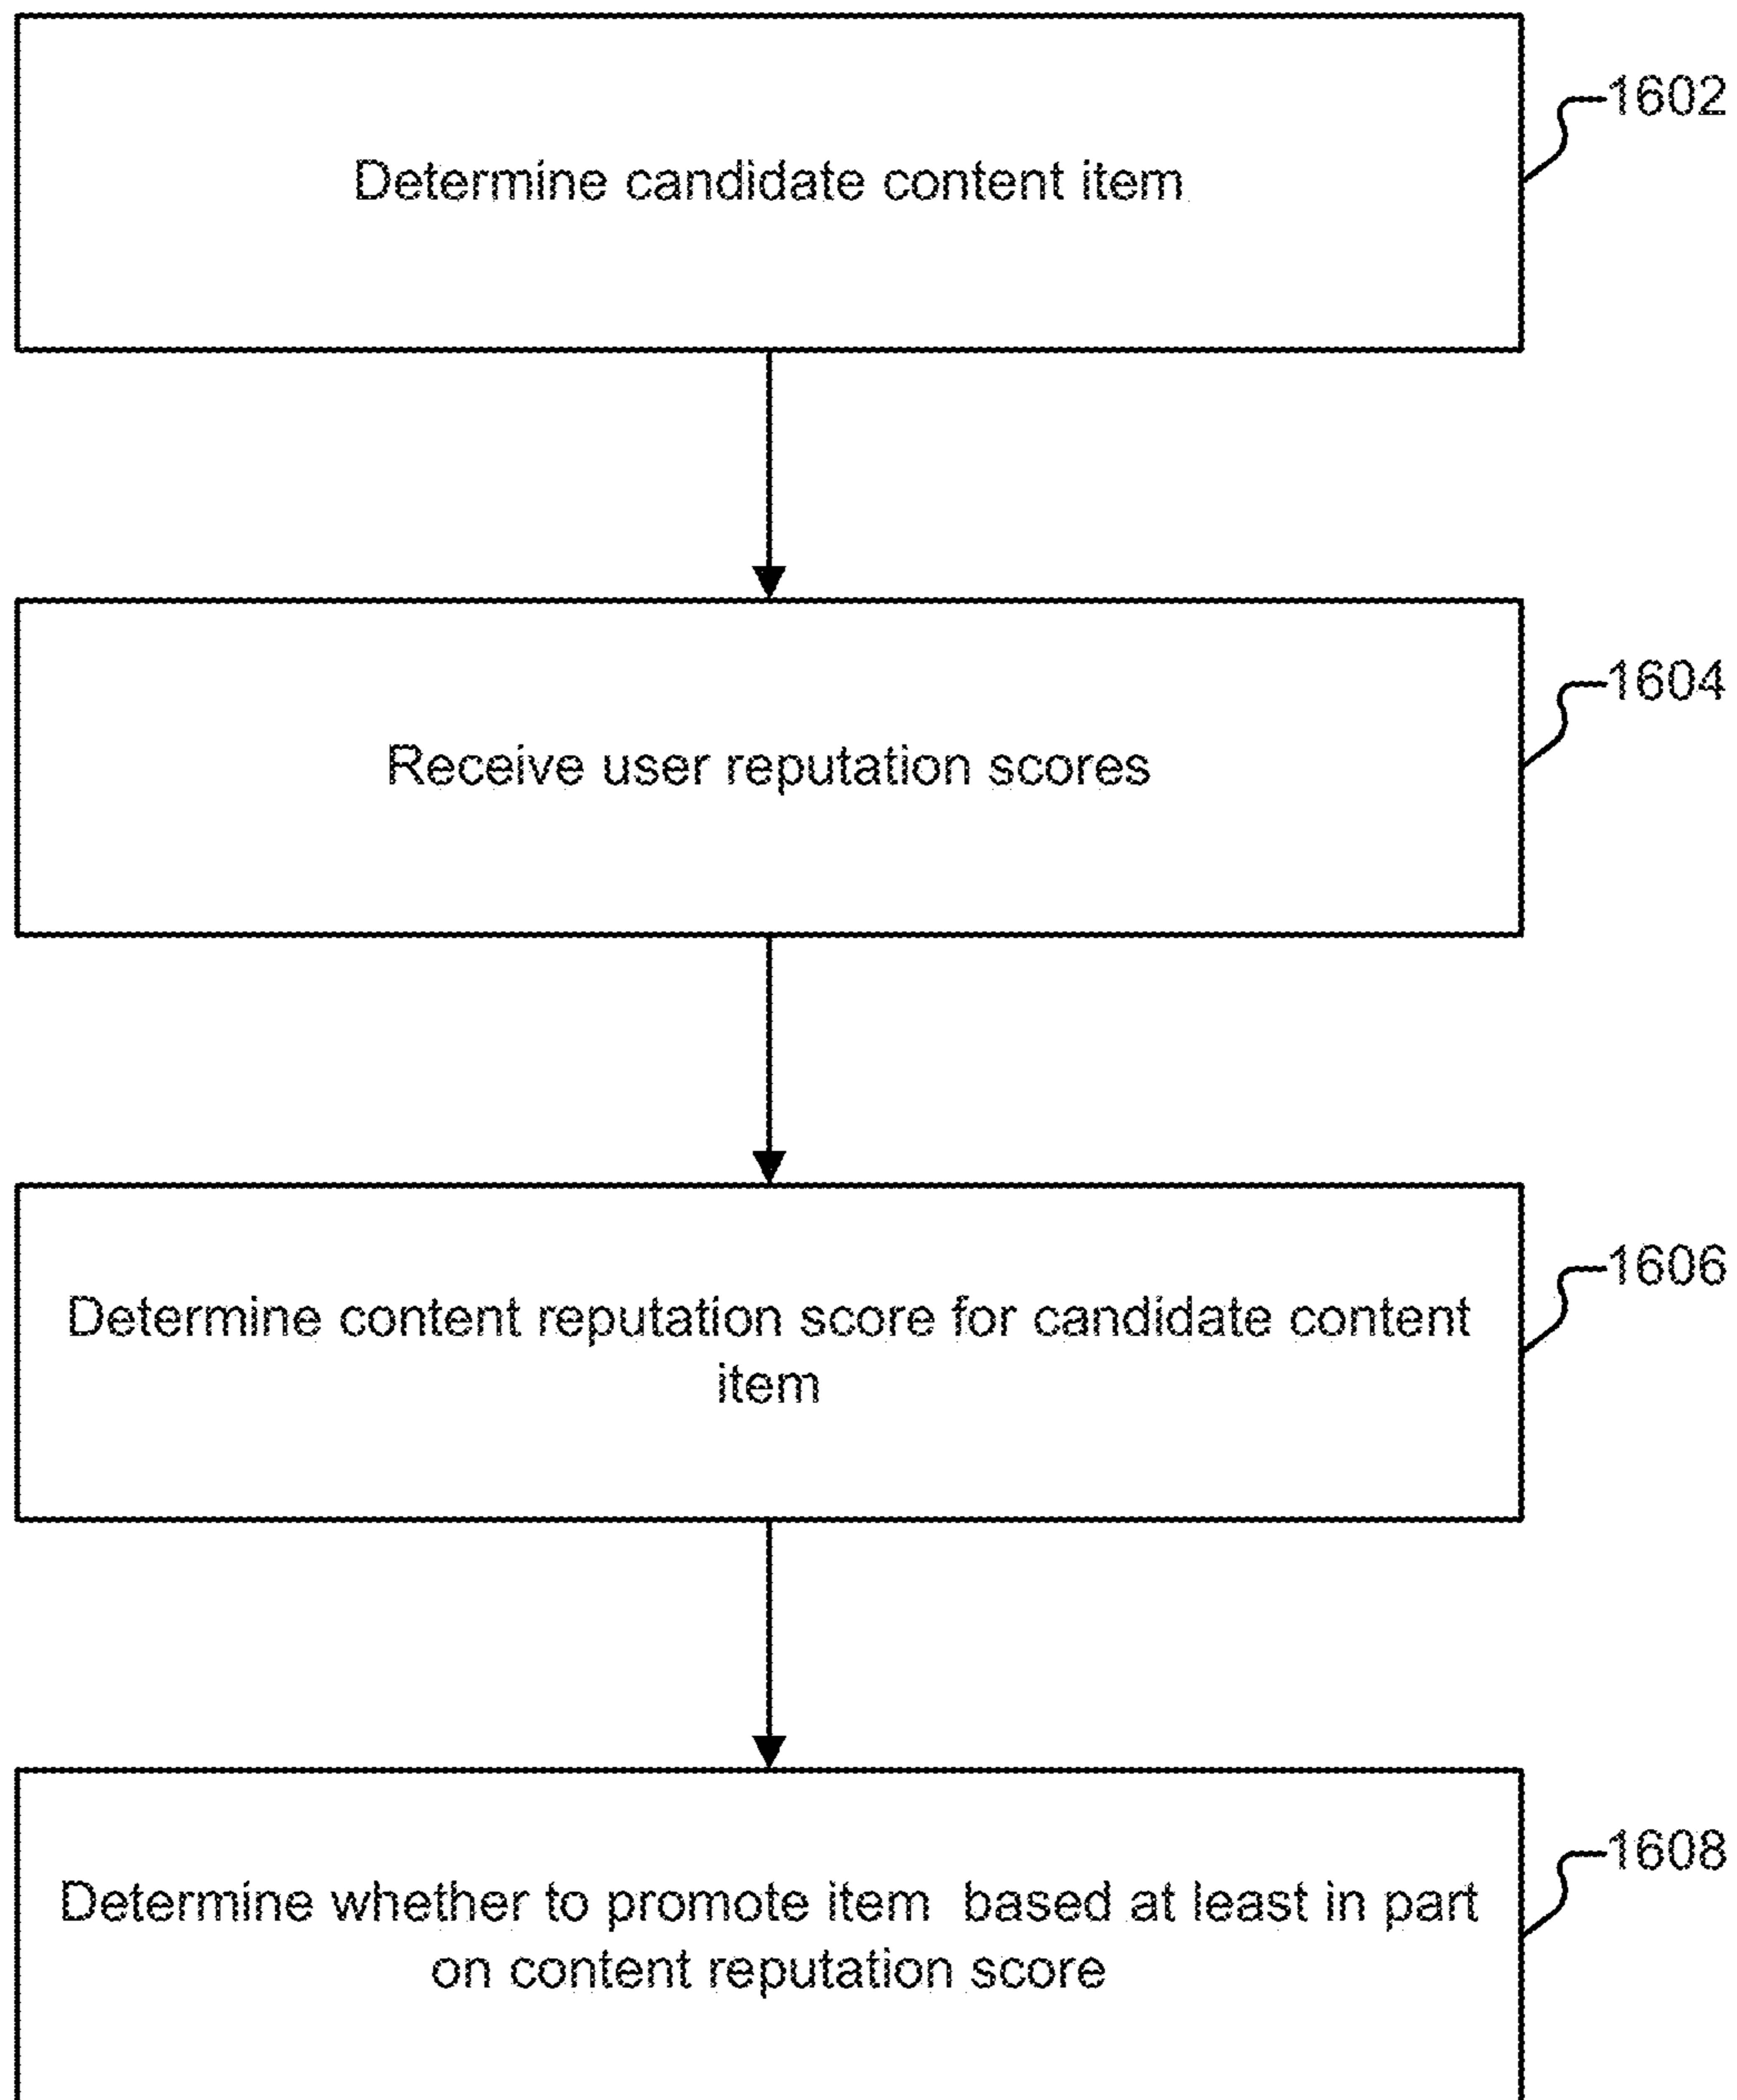 1602
Determine candidate content item
1604
Receive user reputation scores
1606
Determine content reputation score for candidate content
item
1608
Determine whether to promote item  based at least in part
on content reputation score